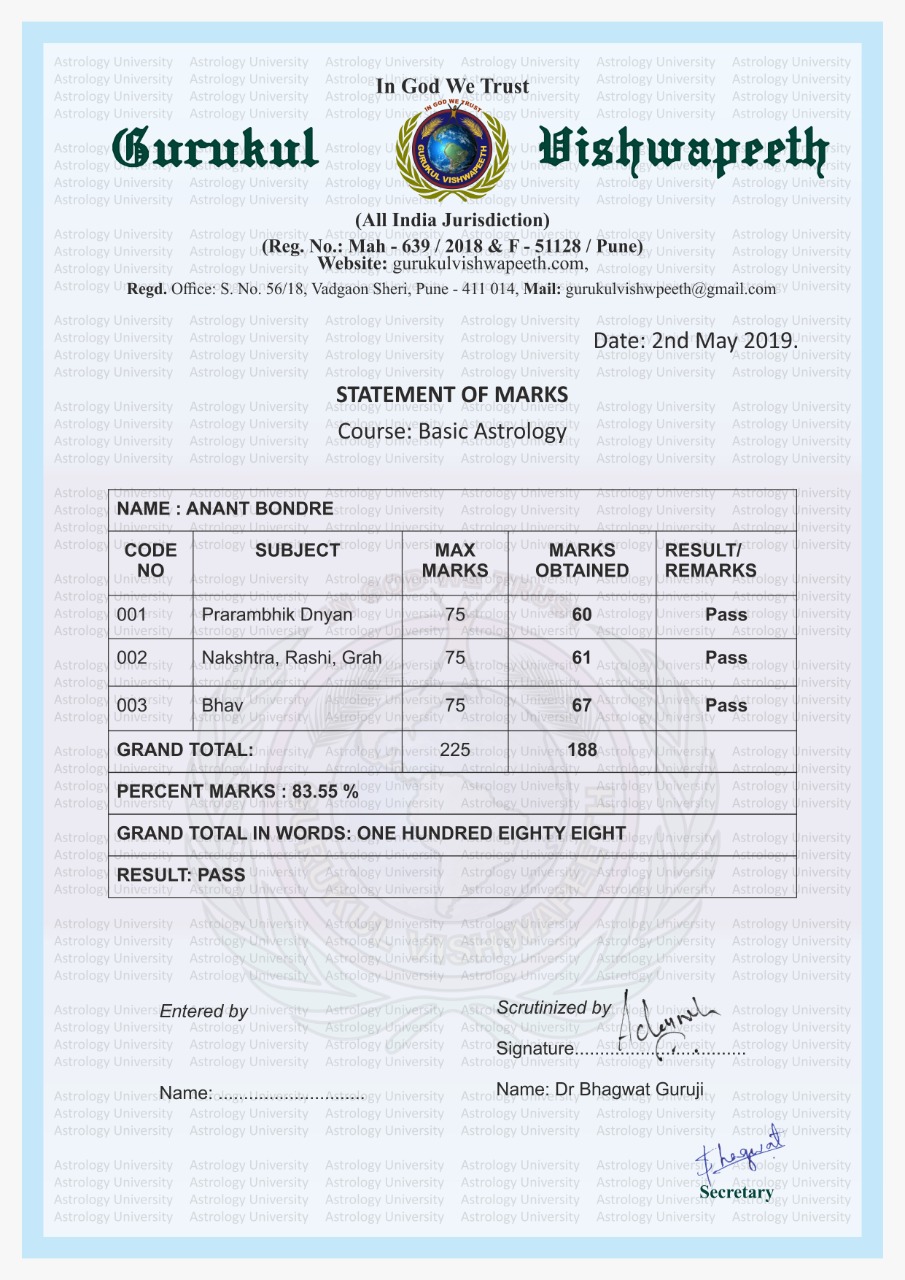 In God We Trust
Gurukul Vishwapeeth
IN GOD WE TRUST
GURUKUL VISHWAPEETH
(All India Jurisdiction)
(Reg. No.: Mah - 639 / 2018 & F - 51128 / Pune)
Website: gurukulvishwapeeth.com,
Regd. Office: S. No. 56/18, Vadgaon Sheri, Pune - 411 014, Mail: gurukulvishwpeeth@gmail.com
Date: 2nd May 2019.
STATEMENT OF MARKS
Course: Basic Astrology
NAME : ANANT BONDRE
CODE NO SUBJECT MAX MARKS MARKS OBTAINED RESULT/ REMARKS
001 Prarambhik Dnyan 75 60 Pass
002 Nakshtra, Rashi, Grah 75 61 Pass
003 Bhav 75 67 Pass
GRAND TOTAL: 225 188
PERCENT MARKS : 83.55 %
GRAND TOTAL IN WORDS: ONE HUNDRED EIGHTY EIGHT
RESULT: PASS
Entered by
Scrutinized by
Signature..................................
Name: .............................
Name: Dr Bhagwat Guruji
Secretary
Astrology University